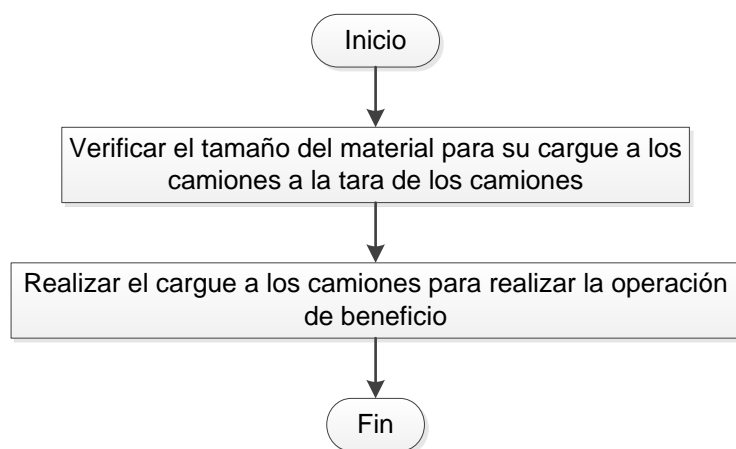 Inicio
Verificar el tamaño del material para su cargue a los
camiones a la tara de los camiones
Realizar el cargue a los camiones para realizar la operación
de beneficio
Fin